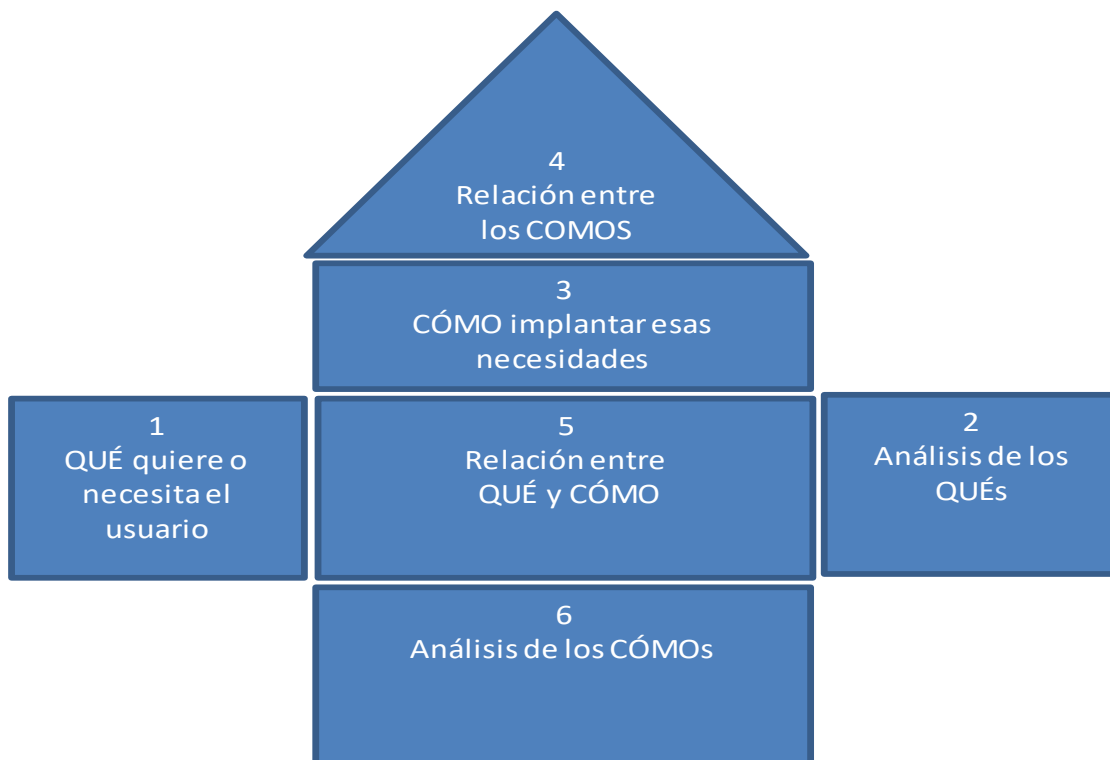 4
Relación entre
los COMOS
3
CÓMO implantar esas
necesidades
1
QUÉ quiere o
necesita el
usuario
5
Relación entre
QUÉ y CÓMO
2
Análisis de los
QUÉs
6
Análisis de los CÓMOs